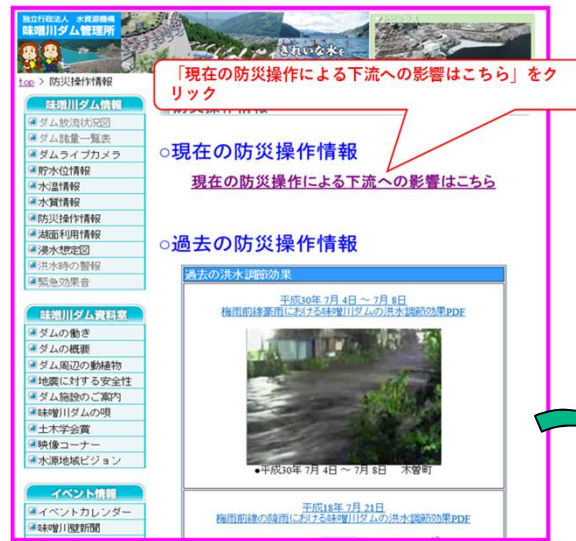 独立行政法人 水資源機構
味噌川ダム管理所
きれいな水を
top > 防災操作情報
「現在の防災操作による下流への影響はこちら」をク
リック
味噌川ダム情報
ダム放流状況図
ダム諸量一覧表
ダムライブカメラ
貯水位情報
水温情報
水質情報
防災操作情報
湖面利用情報
浸水想定図
洪水時の警報
緊急効果音
味噌川ダム資料室
ダムの働き
ダムの概要
ダム周辺の動植物
地震に対する安全性
ダム施設のご案内
味噌川ダムの唄
土木学会賞
映像コーナー
水源地域ビジョン
イベント情報
イベントカレンダー
味噌川壁新聞
○現在の防災操作情報
現在の防災操作による下流への影響はこちら
○過去の防災操作情報
過去の洪水調節効果
平成30年 7月 4日 ～ 7月 8日
梅雨前線豪雨における味噌川ダムの洪水調節効果PDF
●平成30年 7月 4日 ～ 7月 8日 木曽町
平成18年 7月 21日
梅雨前線の降雨における味噌川ダムの洪水調節効果PDF